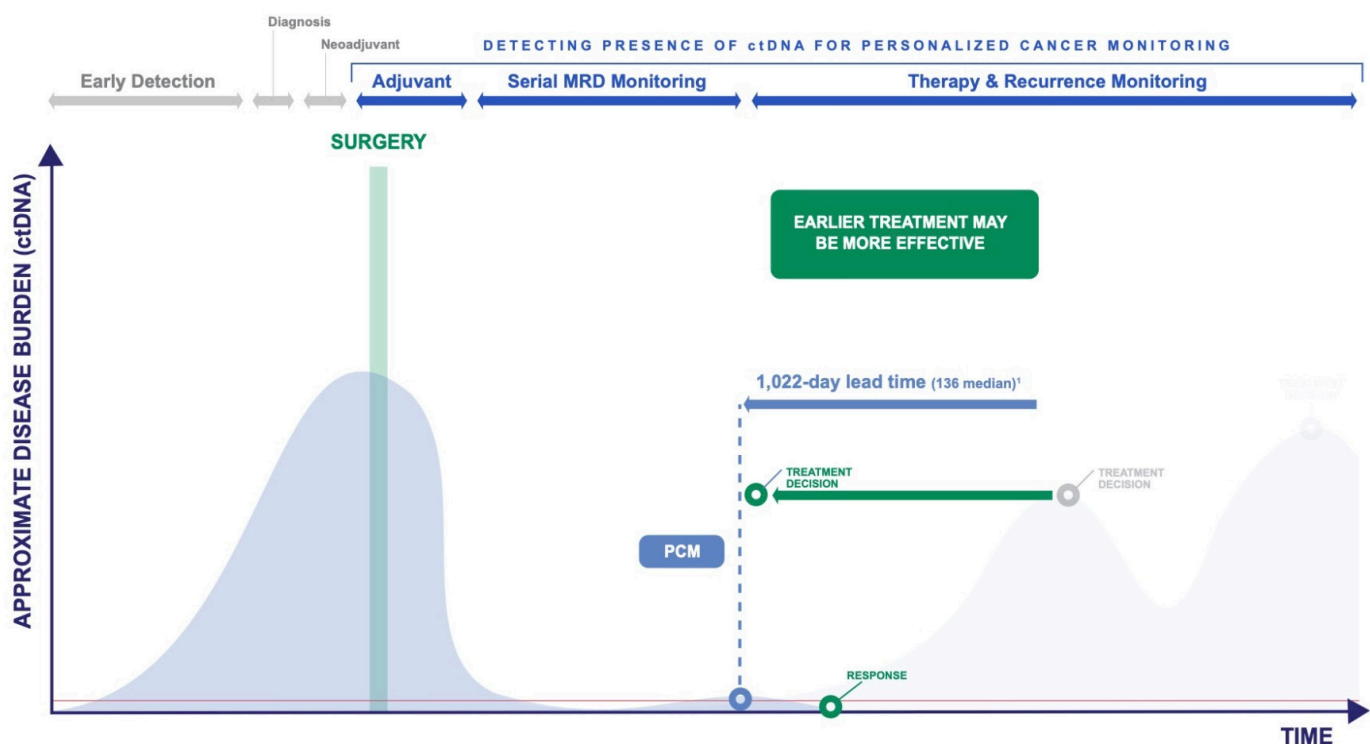 Diagnosis
Neoadjuvant
DETECTING PRESENCE OF ctDNA FOR PERSONALIZED CANCER MONITORING
Early Detection
Adjuvant
Serial MRD Monitoring
Therapy & Recurrence Monitoring
SURGERY
APPROXIMATE DISEASE BURDEN (ctDNA)
EARLIER TREATMENT MAY
BE MORE EFFECTIVE
1,022-day lead time (136 median)¹
TREATMENT
DECISION
TREATMENT
DECISION
TREATMENT
DECISION
PCM
RESPONSE
TIME